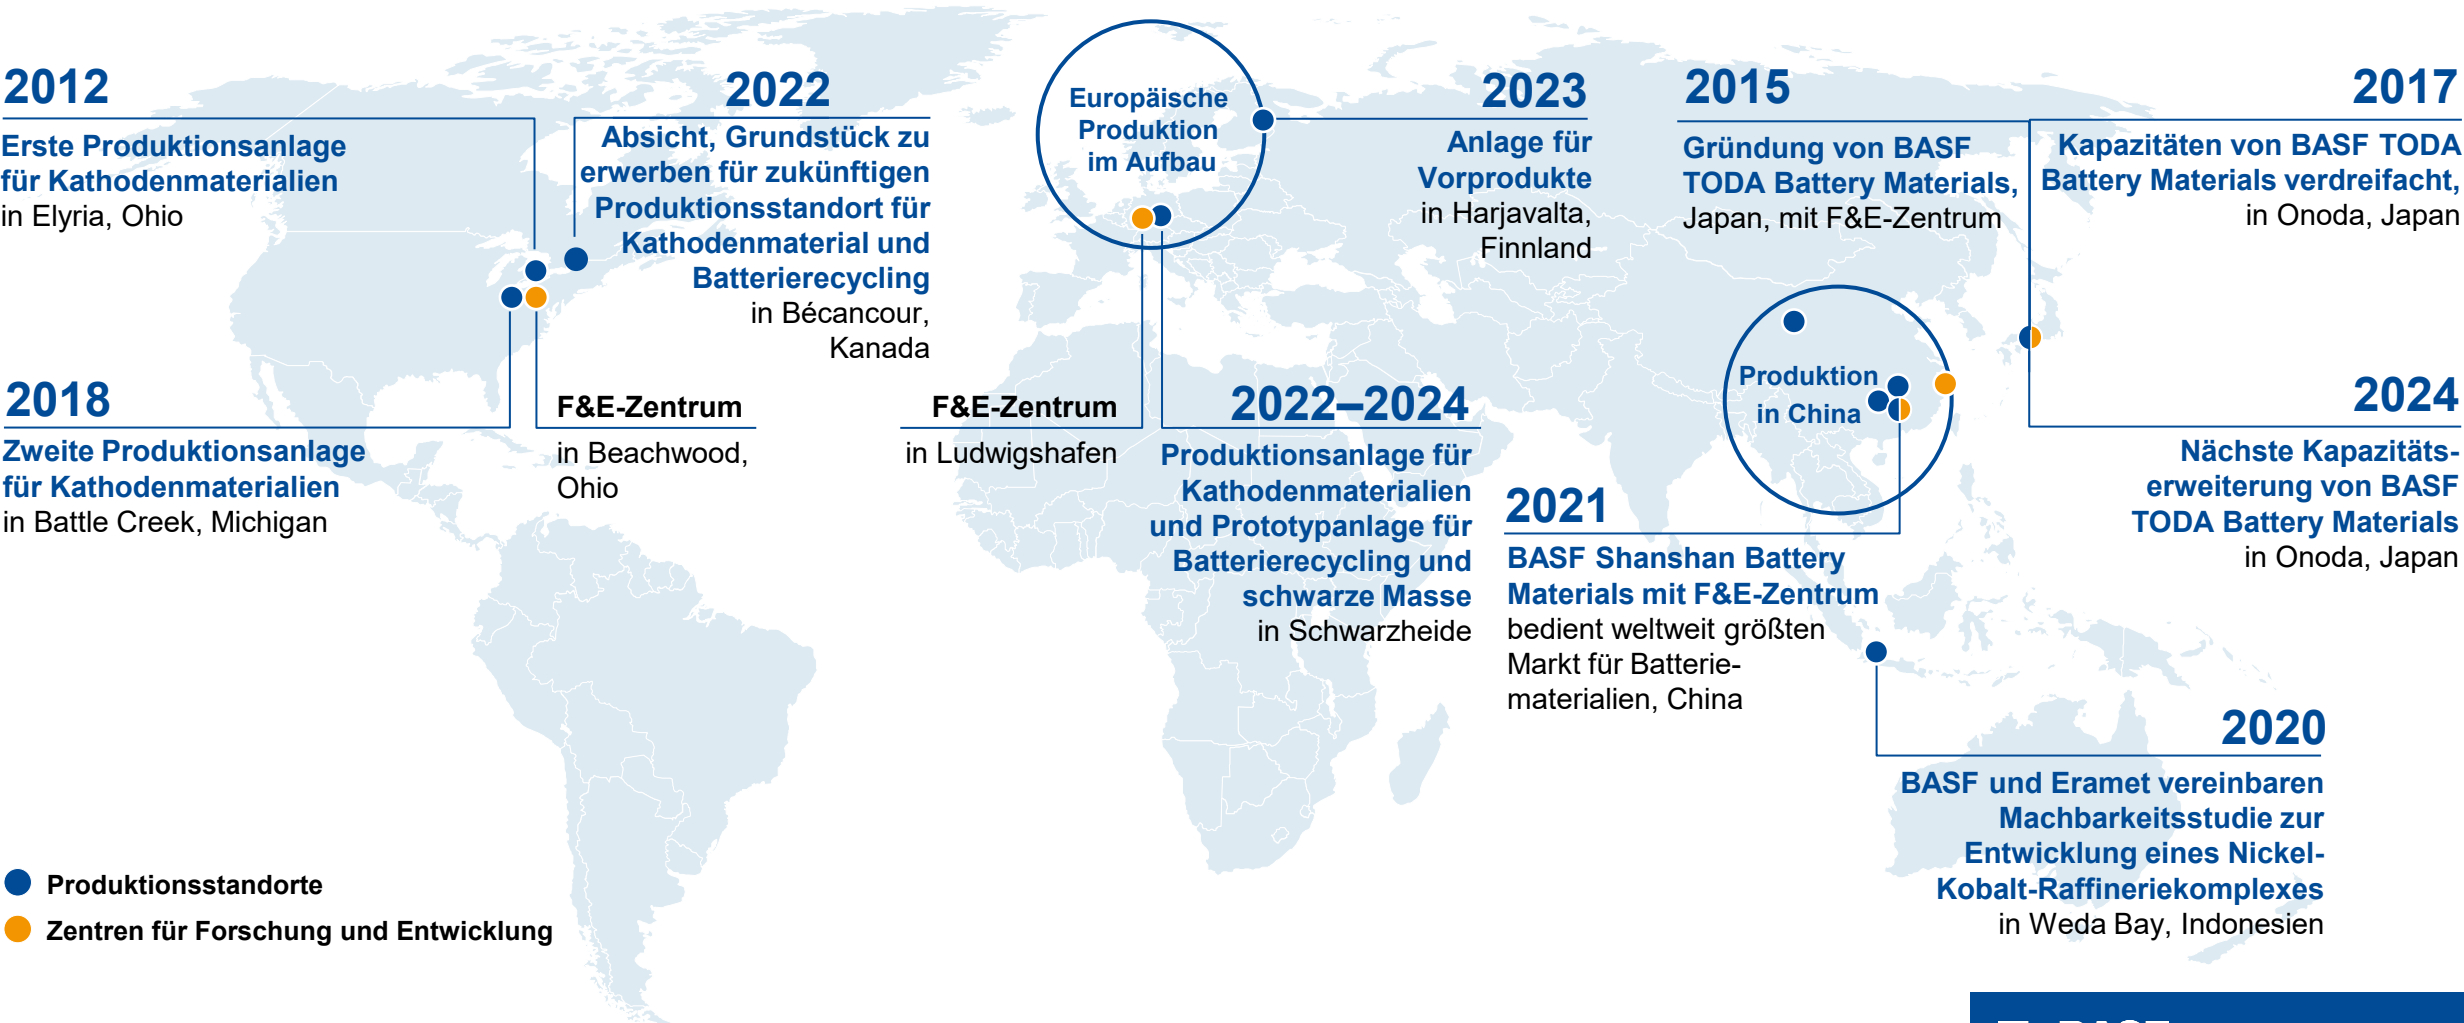 2012
Erste Produktionsanlage
für Kathodenmaterialien
in Elyria, Ohio
2022
Absicht, Grundstück zu
erwerben für zukünftigen
Produktionsstandort für
Kathodenmaterial und
Batterierecycling
in Bécancour,
Kanada
Europäische
Produktion
im Aufbau
2023
Anlage für
Vorprodukte
in Harjavalta,
Finnland
2015
Gründung von BASF
TODA Battery Materials,
Japan, mit F&E-Zentrum
2017
Kapazitäten von BASF TODA
Battery Materials verdreifacht,
in Onoda, Japan
2018
Zweite Produktionsanlage
für Kathodenmaterialien
in Battle Creek, Michigan
F&E-Zentrum
in Beachwood,
Ohio
F&E-Zentrum
in Ludwigshafen
2022–2024
Produktionsanlage für
Kathodenmaterialien
und Prototypanlage für
Batterierecycling und
schwarze Masse
in Schwarzheide
Produktion
in China
2021
BASF Shanshan Battery
Materials mit F&E-Zentrum
bedient weltweit größten
Markt für Batterie-
materialien, China
2024
Nächste Kapazitäts-
erweiterung von BASF
TODA Battery Materials
in Onoda, Japan
2020
BASF und Eramet vereinbaren
Machbarkeitsstudie zur
Entwicklung eines Nickel-
Kobalt-Raffineriekomplexes
in Weda Bay, Indonesien
Produktionsstandorte
Zentren für Forschung und Entwicklung